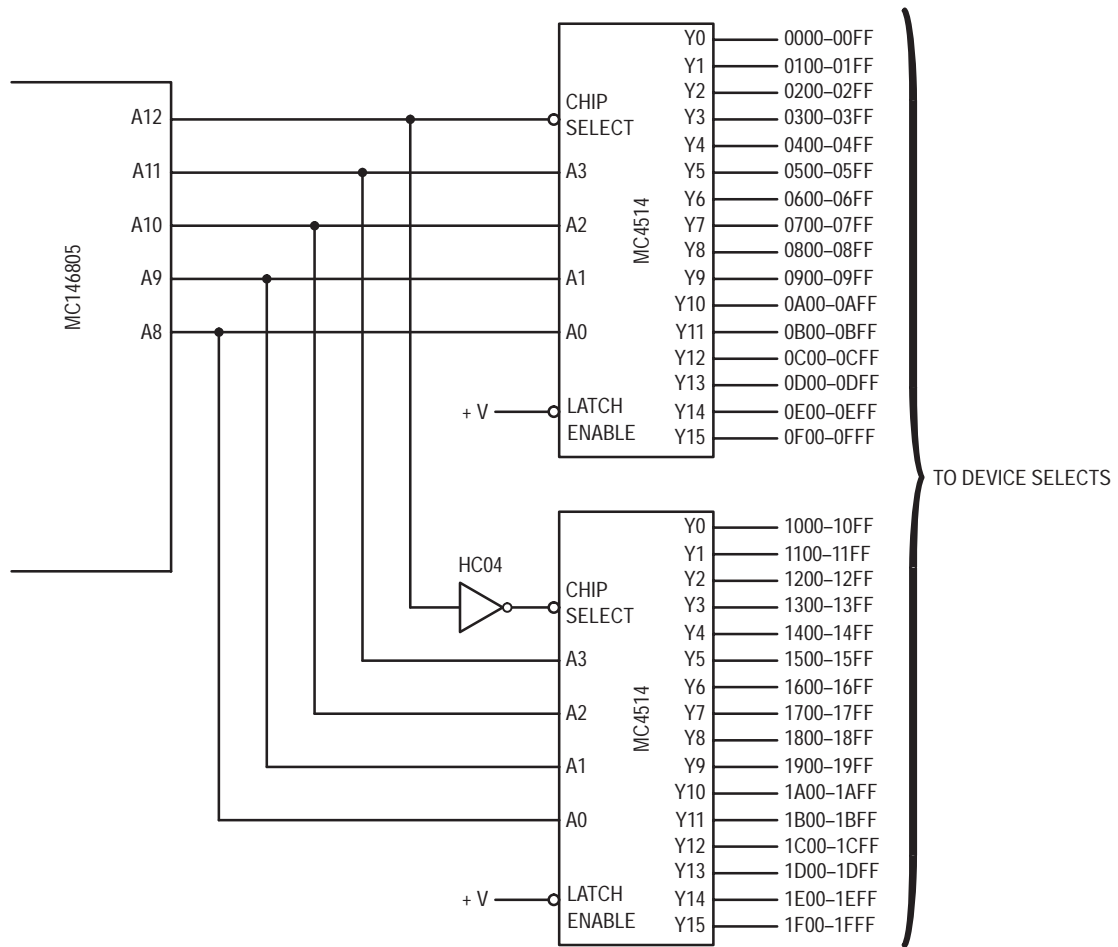 MC146805
A12
A11
A10
A9
A8
CHIP
SELECT
A3
A2
A1
A0
+ V
LATCH
ENABLE
MC4514
Y0 0000–00FF
Y1 0100–01FF
Y2 0200–02FF
Y3 0300–03FF
Y4 0400–04FF
Y5 0500–05FF
Y6 0600–06FF
Y7 0700–07FF
Y8 0800–08FF
Y9 0900–09FF
Y10 0A00–0AFF
Y11 0B00–0BFF
Y12 0C00–0CFF
Y13 0D00–0DFF
Y14 0E00–0EFF
Y15 0F00–0FFF
TO DEVICE SELECTS
HC04
CHIP
SELECT
A3
A2
A1
A0
+ V
LATCH
ENABLE
MC4514
Y0 1000–10FF
Y1 1100–11FF
Y2 1200–12FF
Y3 1300–13FF
Y4 1400–14FF
Y5 1500–15FF
Y6 1600–16FF
Y7 1700–17FF
Y8 1800–18FF
Y9 1900–19FF
Y10 1A00–1AFF
Y11 1B00–1BFF
Y12 1C00–1CFF
Y13 1D00–1DFF
Y14 1E00–1EFF
Y15 1F00–1FFF